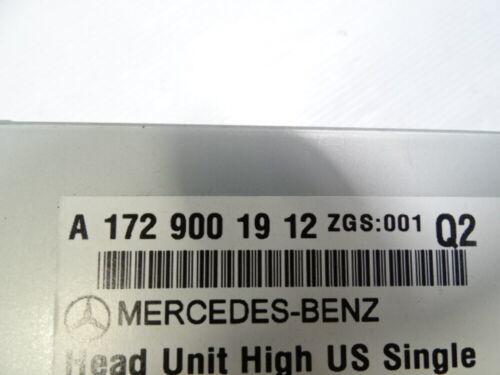 A 172 900 19 12 ZGS:001 Q2
MERCEDES-BENZ
Head Unit High US Single